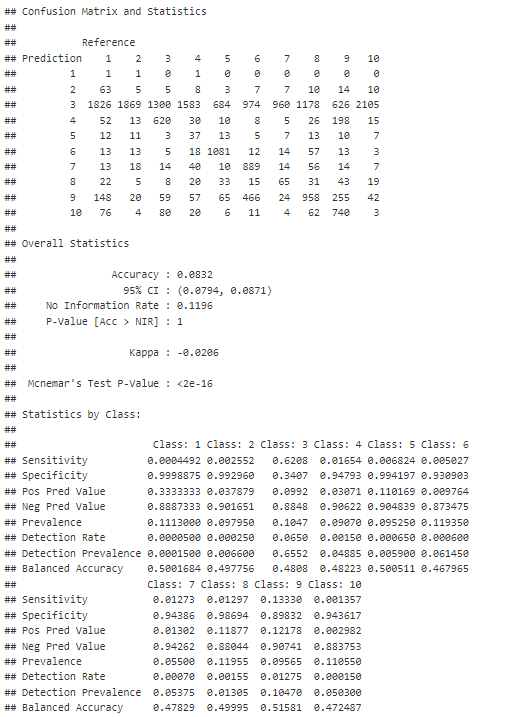 ## Confusion Matrix and Statistics
##
##           Reference
## Prediction    1    2    3    4    5    6    7    8    9   10
##         1     1    1    0    1    0    0    0    0    0    0
##         2    63    5    5    8    3    7    7   10   14   10
##         3  1826 1869 1300 1583  684  974  960 1178  626 2105
##         4    52   13  620   30   10    8    5   26  198   15
##         5    12   11    3   37   13    5    7   13   10    7
##         6    13   13    5   18 1081   12   14   57   13    3
##         7    13   18   14   40   10  889   14   56   14    7
##         8    22    5    8   20   33   15   65   31   43   19
##         9   148   20   59   57   65  466   24  958  255   42
##         10   76    4   80   20    6   11    4   62  740    3
##
## Overall Statistics
##
##                Accuracy : 0.0832
##                  95% CI : (0.0794, 0.0871)
##     No Information Rate : 0.1196
##     P-Value [Acc > NIR] : 1
##
##                   Kappa : -0.0206
##
##  Mcnemar's Test P-Value : <2e-16
##
## Statistics by Class:
##
##                      Class: 1 Class: 2 Class: 3 Class: 4 Class: 5 Class: 6
## Sensitivity          0.0004492 0.002552   0.6208  0.01654 0.006824 0.005027
## Specificity          0.9998875 0.992960   0.3407  0.94793 0.994197 0.930903
## Pos Pred Value       0.3333333 0.037879   0.0992  0.03071 0.110169 0.009764
## Neg Pred Value       0.8887333 0.901651   0.8848  0.90622 0.904839 0.873475
## Prevalence           0.1113000 0.097950   0.1047  0.09070 0.095250 0.119350
## Detection Rate       0.0000500 0.000250   0.0650  0.00150 0.000650 0.000600
## Detection Prevalence 0.0001500 0.006600   0.6552  0.04885 0.005900 0.061450
## Balanced Accuracy    0.5001684 0.497756   0.4808  0.48223 0.500511 0.467965
##                      Class: 7 Class: 8 Class: 9 Class: 10
## Sensitivity           0.01273  0.01297  0.13330  0.001357
## Specificity           0.94386  0.98694  0.89832  0.943617
## Pos Pred Value        0.01302  0.11877  0.12178  0.002982
## Neg Pred Value        0.94262  0.88044  0.90741  0.883753
## Prevalence            0.05500  0.11955  0.09565  0.110550
## Detection Rate        0.00070  0.00155  0.01275  0.000150
## Detection Prevalence  0.05375  0.01305  0.10470  0.050300
## Balanced Accuracy     0.47829  0.49995  0.51581  0.472487